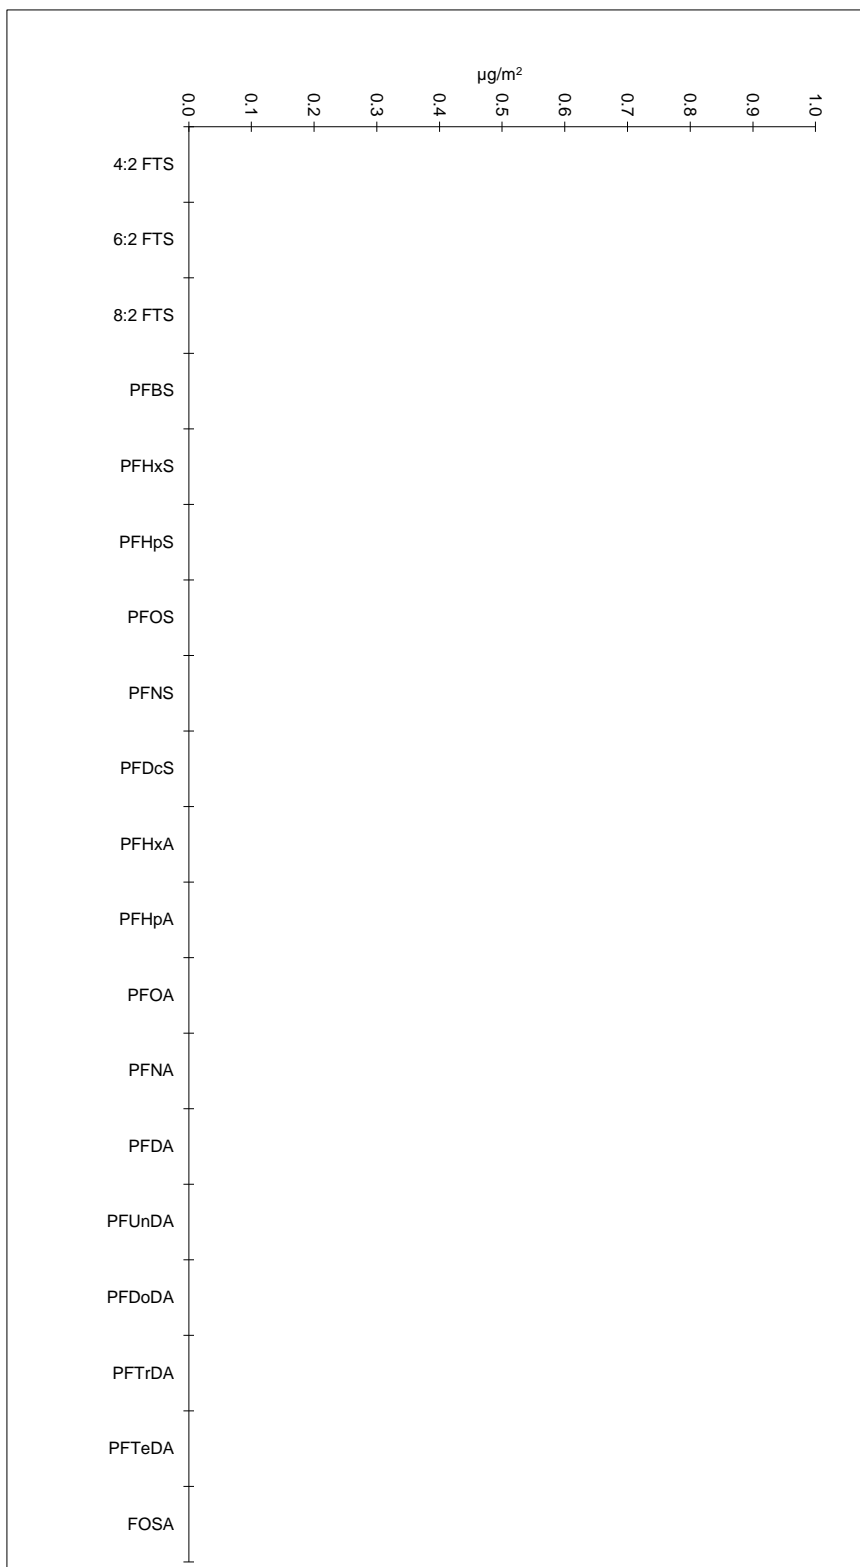 µg/m²
0.0 0.1 0.2 0.3 0.4 0.5 0.6 0.7 0.8 0.9 1.0
4:2 FTS
6:2 FTS
8:2 FTS
PFBS
PFHxS
PFHpS
PFOS
PFNS
PFDcS
PFHxA
PFHpA
PFOA
PFNA
PFDA
PFUnDA
PFDoDA
PFTrDA
PFTeDA
FOSA